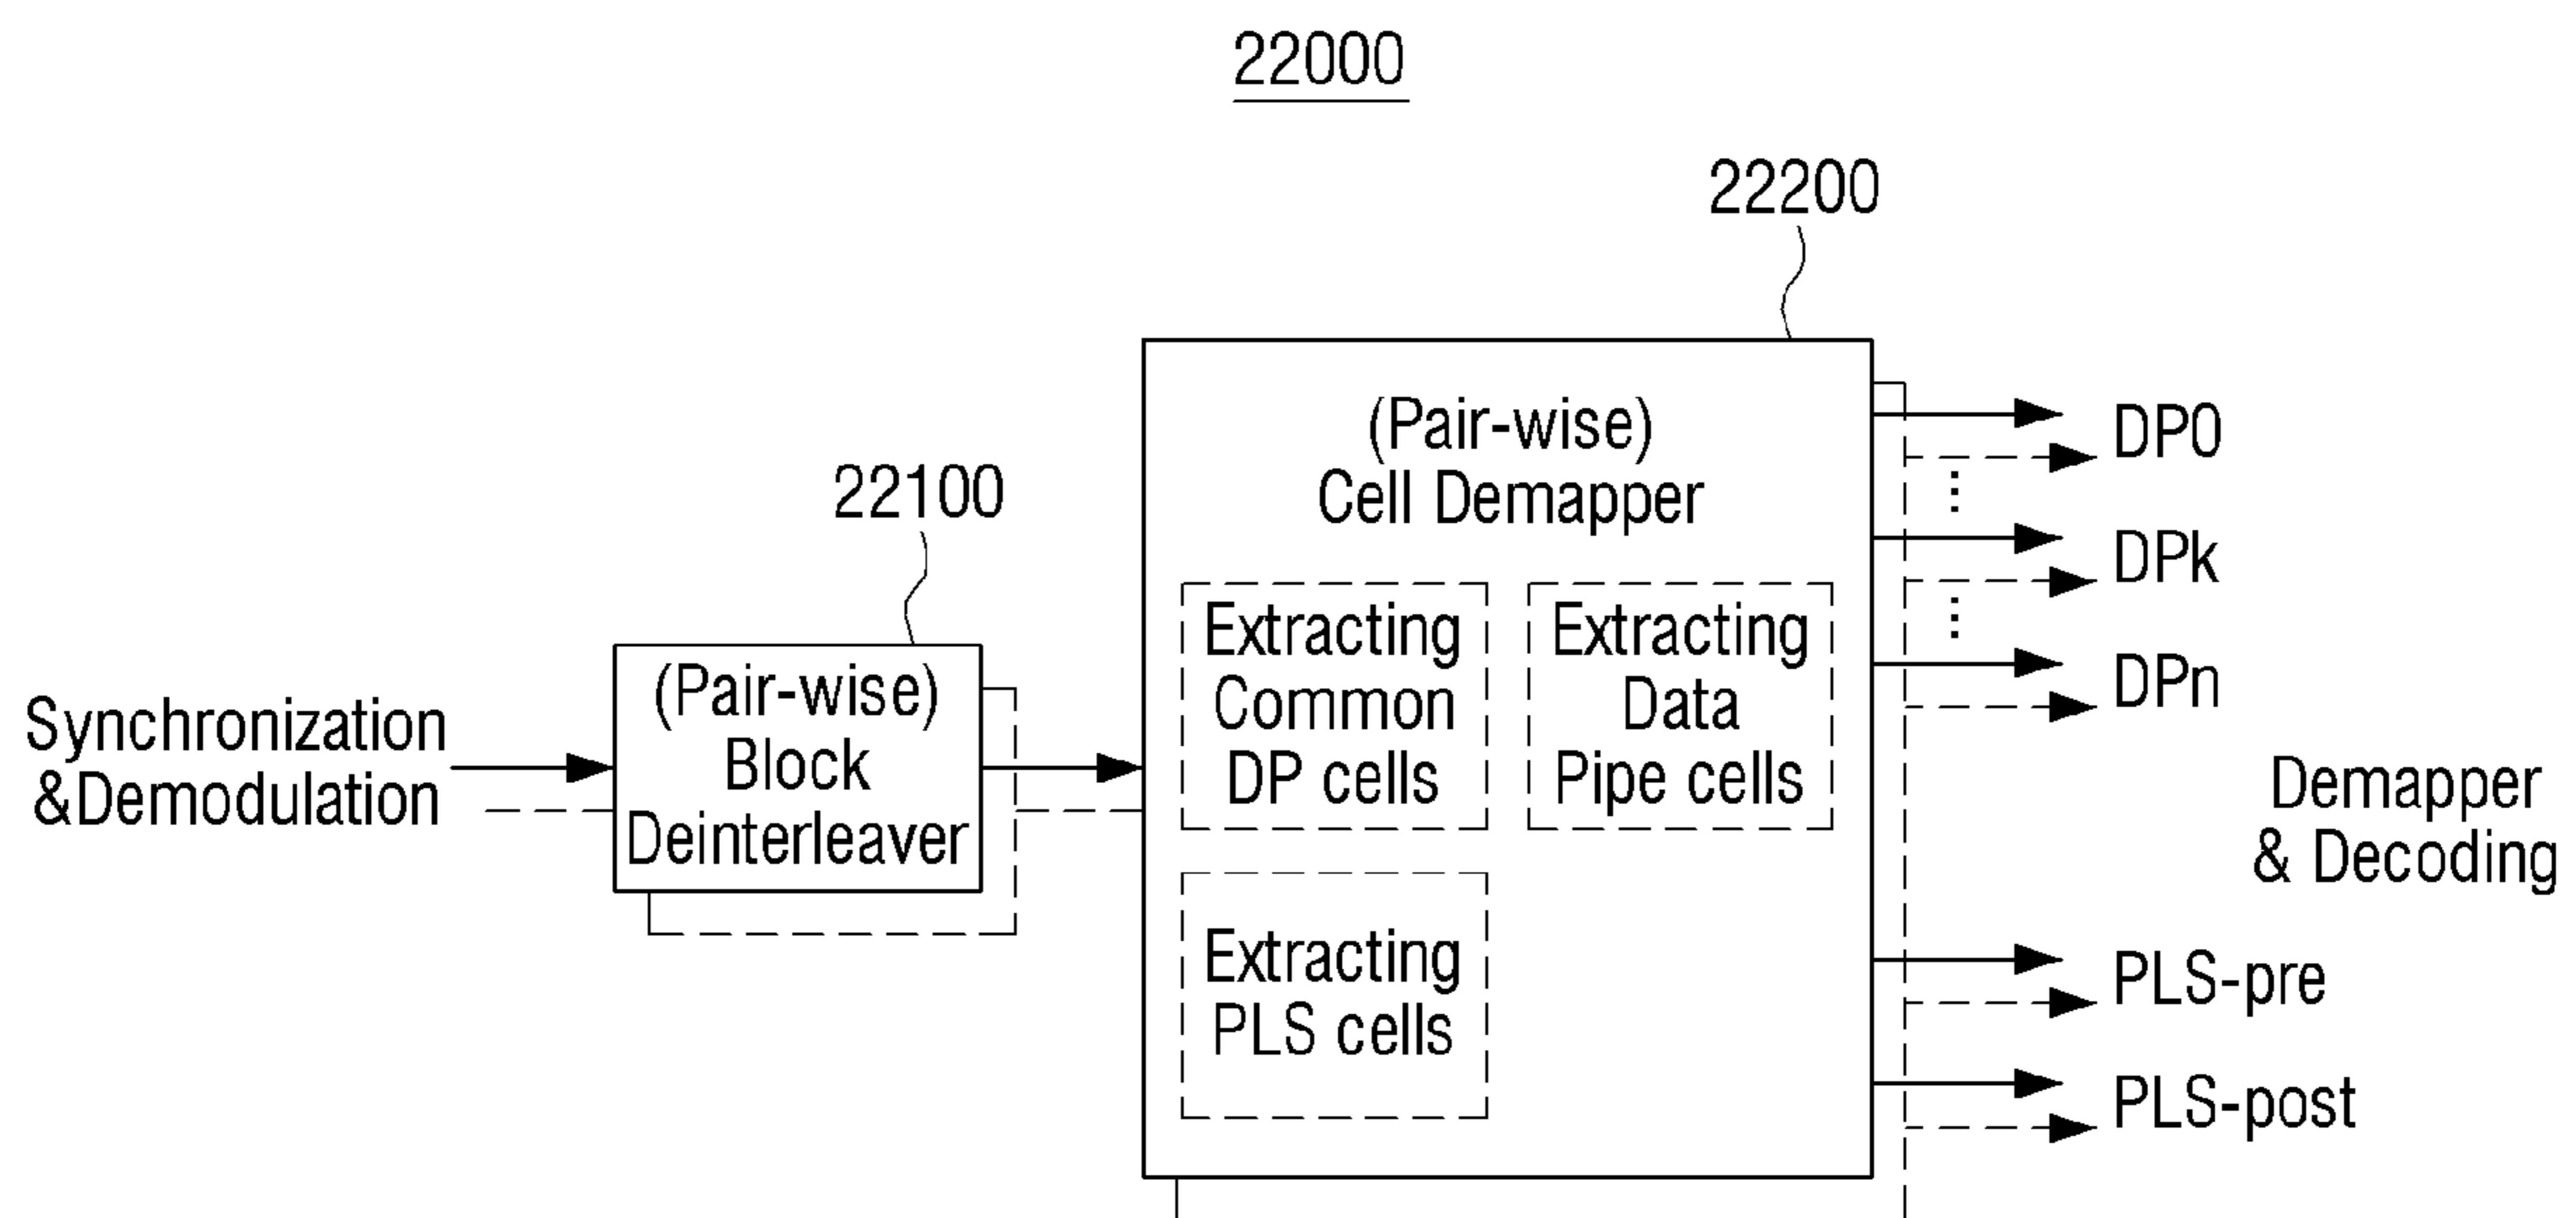 22000
22200
22100
(Pair-wise)
Cell Demapper
Extracting
Common
DP cells
Extracting
Data
Pipe cells
Extracting
PLS cells
(Pair-wise)
Block
Deinterleaver
Synchronization
&Demodulation
DP0
⋮
DPk
⋮
DPn
Demapper
& Decoding
PLS-pre
PLS-post